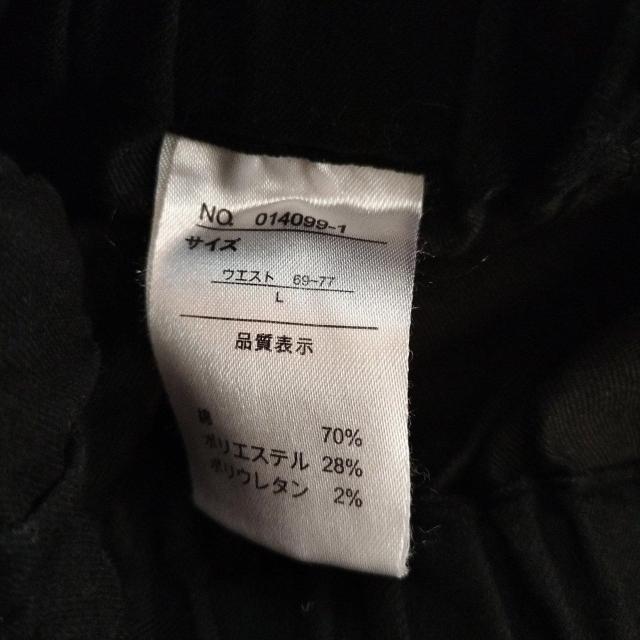 NO. 014099-1
サイズ
ウエスト 69-77
L
品質表示
綿 70%
ポリエステル 28%
ポリウレタン 2%